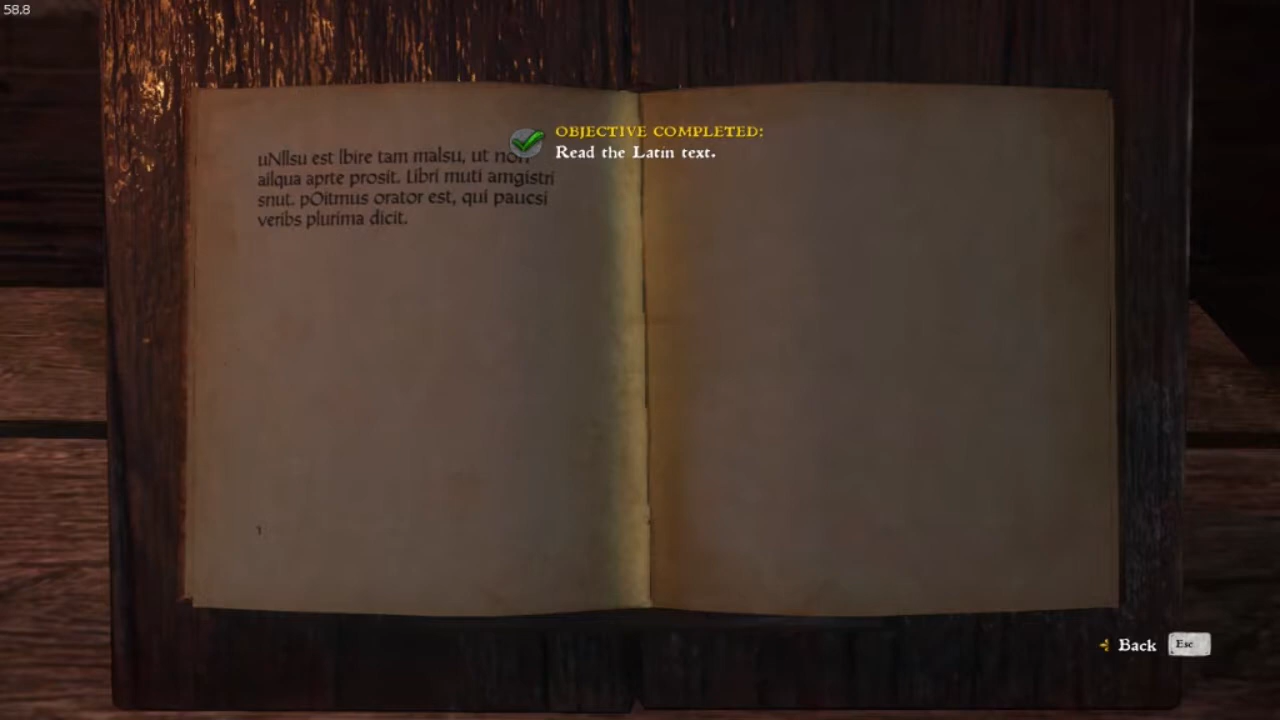 58.8
OBJECTIVE COMPLETED:
Read the Latin text.
uNllsu est lbire tam malsu, ut non
ailqua aprte prosit. Libri muti amgistri
snut. pOitmus orator est, qui paucsi
veribs plurima dicit.
1
Back Esc